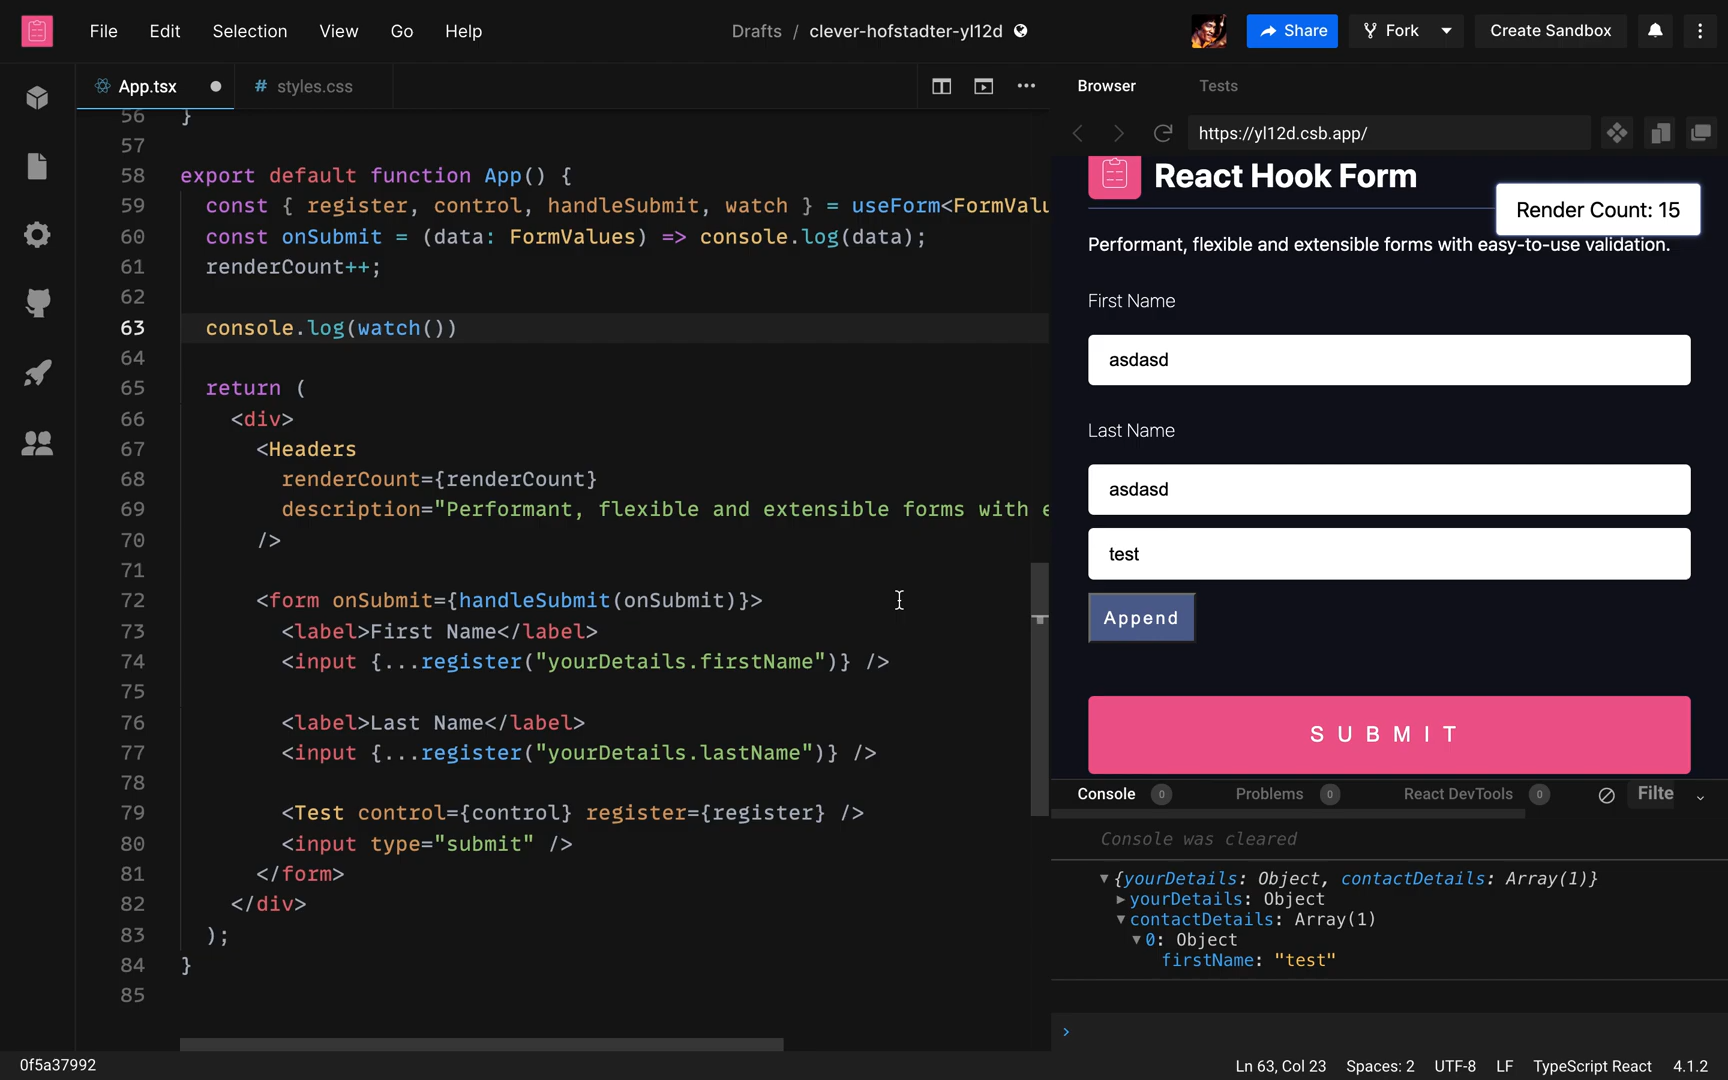 File Edit Selection View Go Help
Drafts / clever-hofstadter-yl12d
Share Fork Create Sandbox
App.tsx # styles.css
56 }
57
58 export default function App() {
59 const { register, control, handleSubmit, watch } = useForm<FormValu
60 const onSubmit = (data: FormValues) => console.log(data);
61 renderCount++;
62
63 console.log(watch())
64
65 return (
66 <div>
67 <Headers
68 renderCount={renderCount}
69 description="Performant, flexible and extensible forms with e
70 />
71
72 <form onSubmit={handleSubmit(onSubmit)}>
73 <label>First Name</label>
74 <input {...register("yourDetails.firstName")} />
75
76 <label>Last Name</label>
77 <input {...register("yourDetails.lastName")} />
78
79 <Test control={control} register={register} />
80 <input type="submit" />
81 </form>
82 </div>
83 );
84 }
85
Browser Tests
https://yl12d.csb.app/
React Hook Form
Render Count: 15
Performant, flexible and extensible forms with easy-to-use validation.
First Name
asdasd
Last Name
asdasd
test
Append
SUBMIT
Console 0 Problems 0 React DevTools 0 Filte
Console was cleared
▼{yourDetails: Object, contactDetails: Array(1)}
▶yourDetails: Object
▼contactDetails: Array(1)
▼0: Object
firstName: "test"
›
0f5a37992 Ln 63, Col 23 Spaces: 2 UTF-8 LF TypeScript React 4.1.2